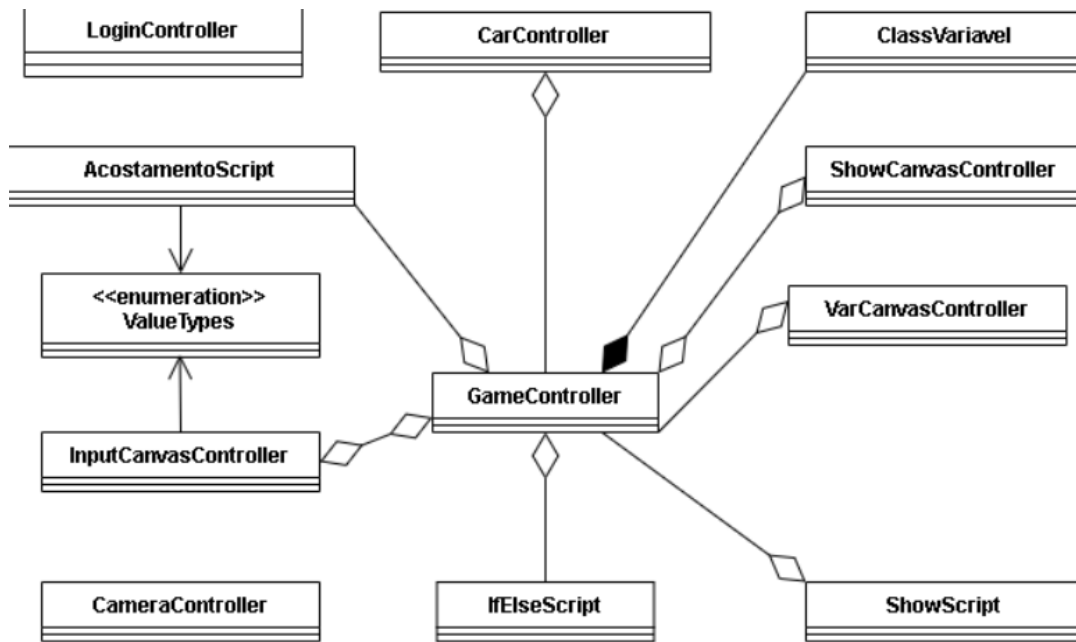 LoginController
CarController
ClassVariavel
AcostamentoScript
ShowCanvasController
<<enumeration>>
ValueTypes
VarCanvasController
GameController
InputCanvasController
CameraController
IfElseScript
ShowScript